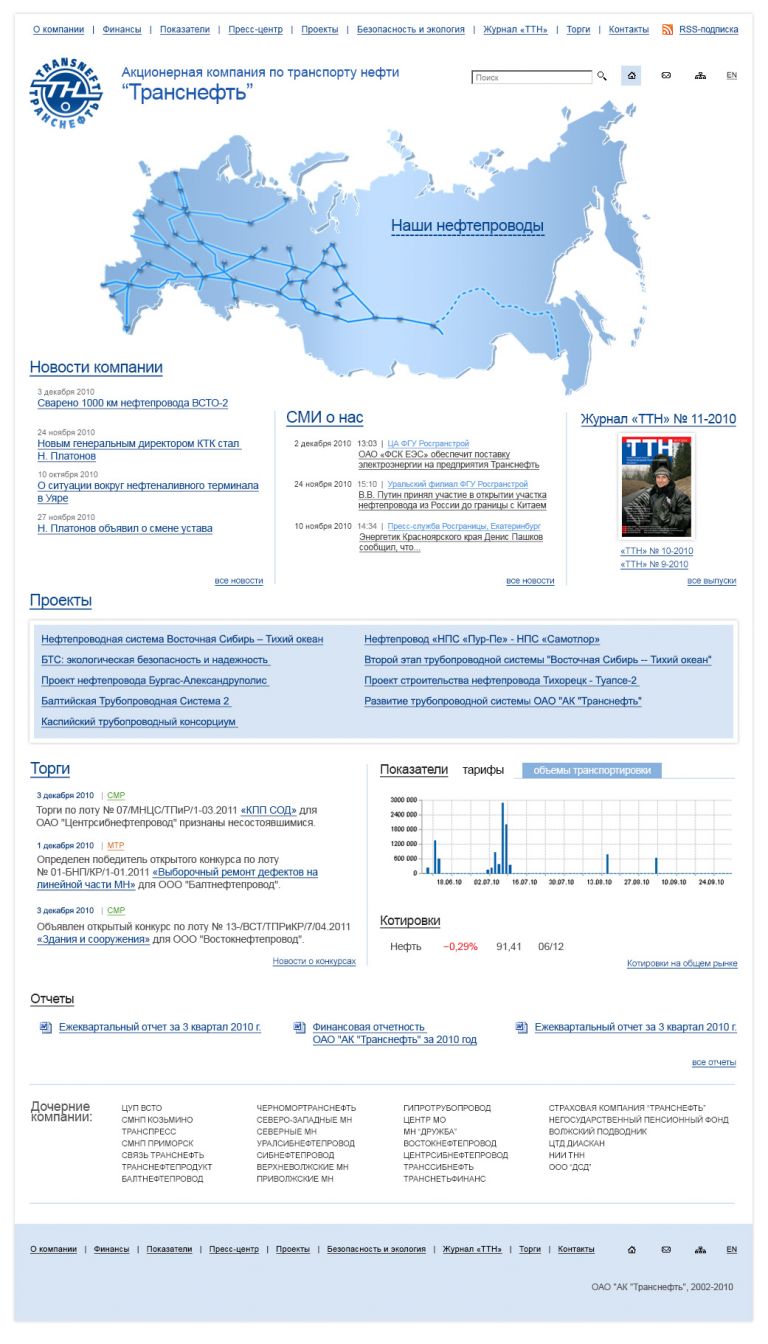 О компании | Финансы | Показатели | Пресс-центр | Проекты | Безопасность и экология | Журнал «ТТН» | Торги | Контакты RSS-подписка
TRANSNEFT
ТРАНСНЕФТЬ
Акционерная компания по транспорту нефти
“Транснефть”
Поиск
EN
Наши нефтепроводы
Новости компании
3 декабря 2010
Сварено 1000 км нефтепровода ВСТО-2
24 ноября 2010
Новым генеральным директором КТК стал
Н. Платонов
10 октября 2010
О ситуации вокруг нефтеналивного терминала
в Уяре
27 ноября 2010
Н. Платонов объявил о смене устава
все новости
СМИ о нас
2 декабря 2010 13:03 | ЦА ФГУ Росгранстрой
ОАО «ФСК ЕЭС» обеспечит поставку
электроэнергии на предприятия Транснефть
24 ноября 2010 15:10 | Уральский филиал ФГУ Росгранстрой
В.В. Путин принял участие в открытии участка
нефтепровода из России до границы с Китаем
10 ноября 2010 14:34 | Пресс-служба Росграницы, Екатеринбург
Энергетик Красноярского края Денис Пашков
сообщил, что...
все новости
Журнал «ТТН» № 11-2010
ТТН
«ТТН» № 10-2010
«ТТН» № 9-2010
все выпуски
Проекты
Нефтепроводная система Восточная Сибирь – Тихий океан
БТС: экологическая безопасность и надежность
Проект нефтепровода Бургас-Александруполис
Балтийская Трубопроводная Система 2
Каспийский трубопроводный консорциум
Нефтепровод «НПС «Пур-Пе» - НПС «Самотлор»
Второй этап трубопроводной системы "Восточная Сибирь -- Тихий океан"
Проект строительства нефтепровода Тихорецк - Туапсе-2
Развитие трубопроводной системы ОАО "АК "Транснефть"
Торги
3 декабря 2010 | СМР
Торги по лоту № 07/МНЦС/ТПиР/1-03.2011 «КПП СОД» для
ОАО "Центрсибнефтепровод" признаны несостоявшимися.
1 декабря 2010 | МТР
Определен победитель открытого конкурса по лоту
№ 01-БНП/КР/1-01.2011 «Выборочный ремонт дефектов на
линейной части МН» для ООО "Балтнефтепровод".
3 декабря 2010 | СМР
Объявлен открытый конкурс по лоту № 13-/ВСТ/ТПРиКР/7/04.2011
«Здания и сооружения» для ООО "Востокнефтепровод".
Новости о конкурсах
Показатели тарифы объемы транспортировки
3000 000
2400 000
1800 000
1200 000
600 000
0
18.06.10 02.07.10 16.07.10 30.07.10 13.08.10 27.08.10 10.09.10 24.09.10
Котировки
Нефть −0,29% 91,41 06/12
Котировки на общем рынке
Отчеты
Ежеквартальный отчет за 3 квартал 2010 г.
Финансовая отчетность
ОАО "АК "Транснефть" за 2010 год
Ежеквартальный отчет за 3 квартал 2010 г.
все отчеты
Дочерние
компании:
ЦУП ВСТО
СМНП КОЗЬМИНО
ТРАНСПРЕСС
СМНП ПРИМОРСК
СВЯЗЬ ТРАНСНЕФТЬ
ТРАНСНЕФТЕПРОДУКТ
БАЛТНЕФТЕПРОВОД
ЧЕРНОМОРТРАНСНЕФТЬ
СЕВЕРО-ЗАПАДНЫЕ МН
СЕВЕРНЫЕ МН
УРАЛСИБНЕФТЕПРОВОД
СИБНЕФТЕПРОВОД
ВЕРХНЕВОЛЖСКИЕ МН
ПРИВОЛЖСКИЕ МН
ГИПРОТРУБОПРОВОД
ЦЕНТР МО
МН "ДРУЖБА"
ВОСТОКНЕФТЕПРОВОД
ЦЕНТРСИБНЕФТЕПРОВОД
ТРАНССИБНЕФТЬ
ТРАНСНЕТЬФИНАНС
СТРАХОВАЯ КОМПАНИЯ "ТРАНСНЕФТЬ"
НЕГОСУДАРСТВЕННЫЙ ПЕНСИОННЫЙ ФОНД
ВОЛЖСКИЙ ПОДВОДНИК
ЦТД ДИАСКАН
НИИ ТНН
ООО "ДСД"
О компании | Финансы | Показатели | Пресс-центр | Проекты | Безопасность и экология | Журнал «ТТН» | Торги | Контакты EN
ОАО "АК "Транснефть", 2002-2010